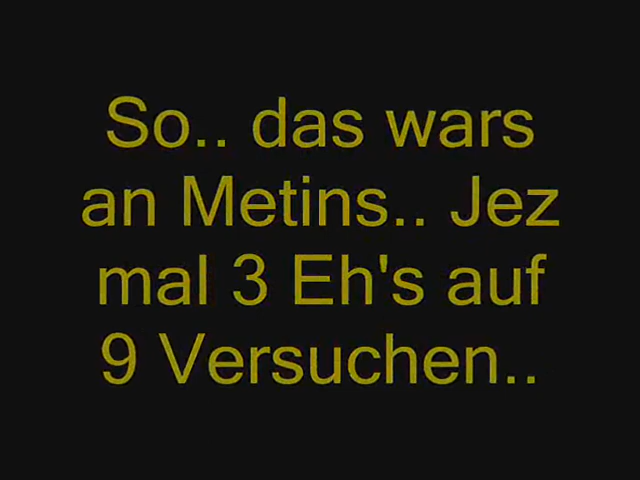 So.. das wars
an Metins.. Jez
mal 3 Eh's auf
9 Versuchen..